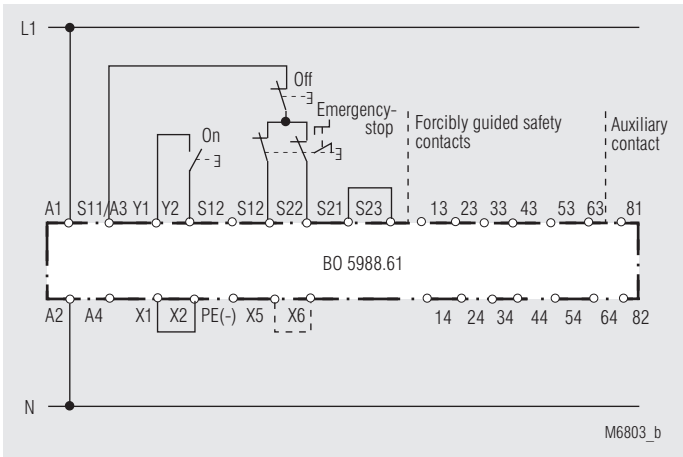 L1
Off
Emergency-
stop
On
Forcibly guided safety
contacts
Auxiliary
contact
A1 S11/A3 Y1 Y2 S12 S12 S22 S21 S23 13 23 33 43 53 63 81
BO 5988.61
A2 A4 X1 X2 PE(-) X5 X6 14 24 34 44 54 64 82
N
M6803_b